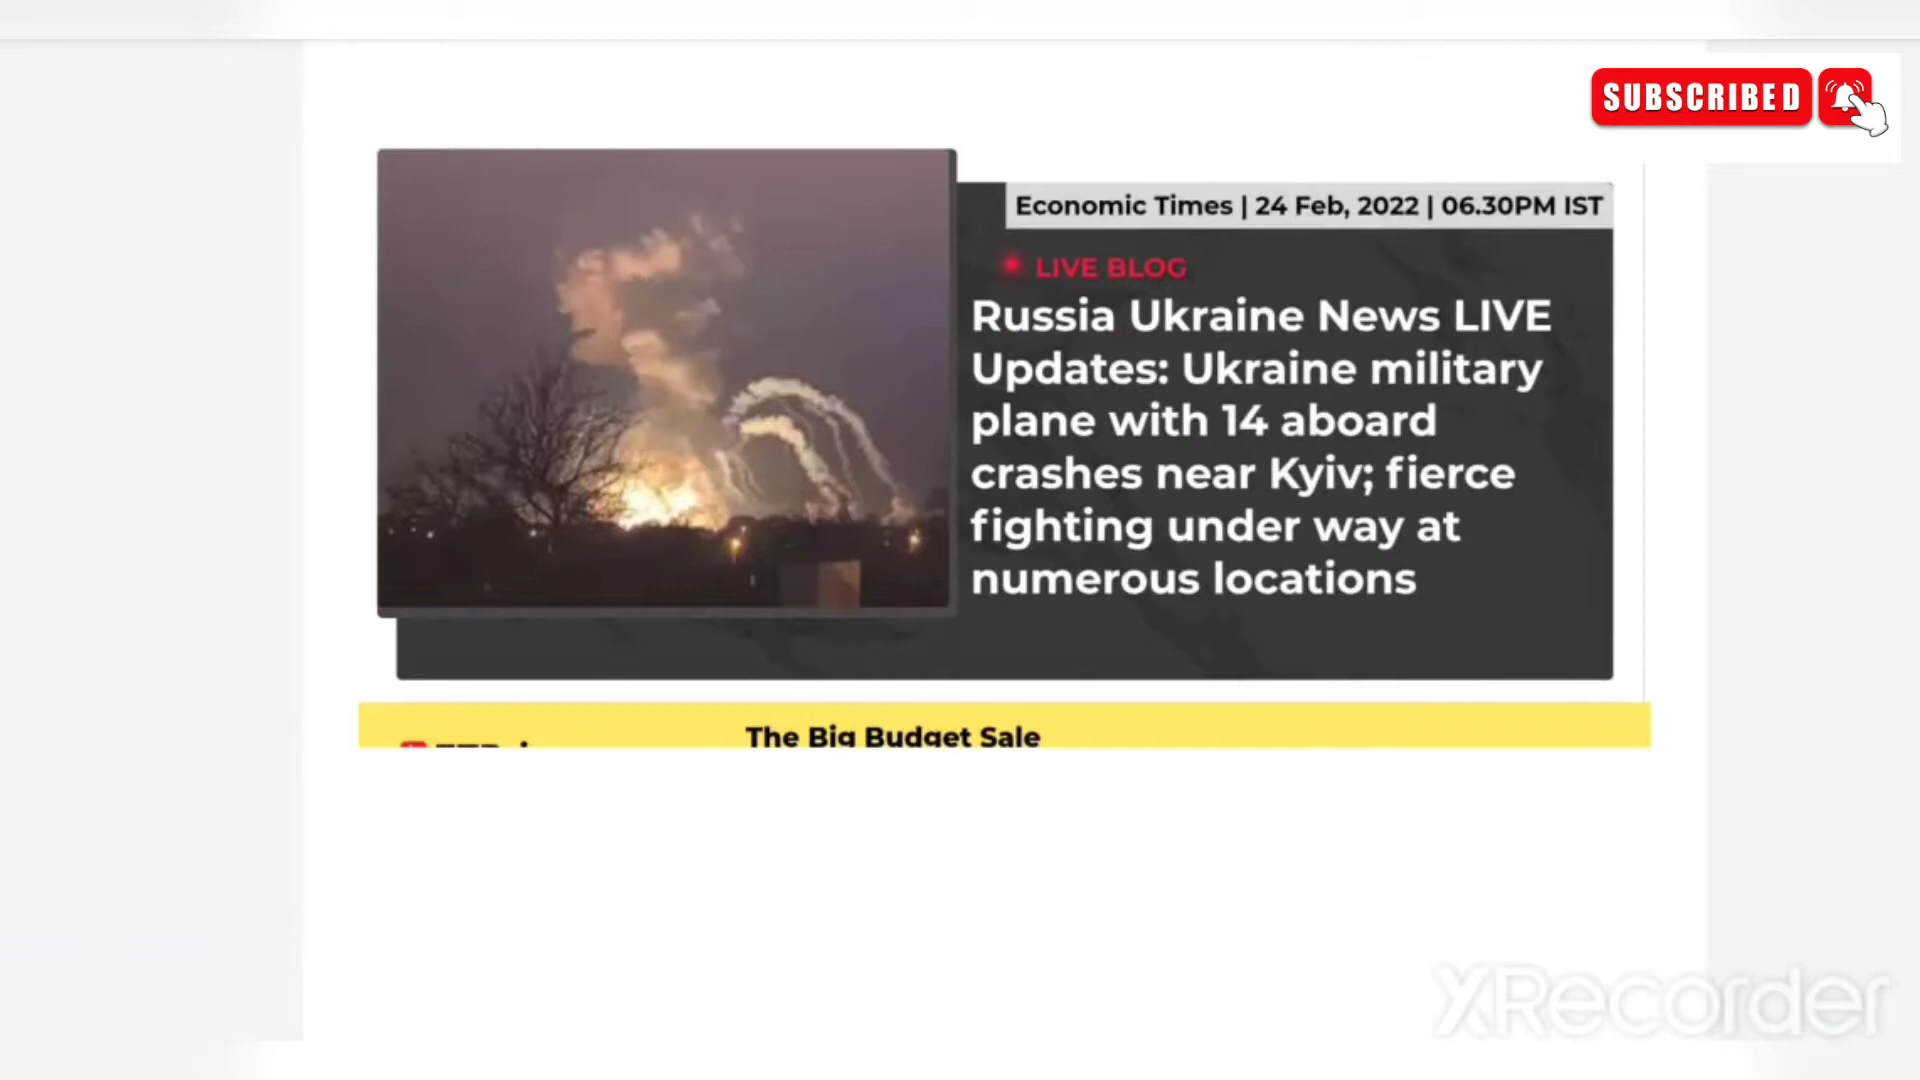 SUBSCRIBED
Economic Times | 24 Feb, 2022 | 06.30PM IST
LIVE BLOG
Russia Ukraine News LIVE
Updates: Ukraine military
plane with 14 aboard
crashes near Kyiv; fierce
fighting under way at
numerous locations
The Big Budget Sale
XRecorder